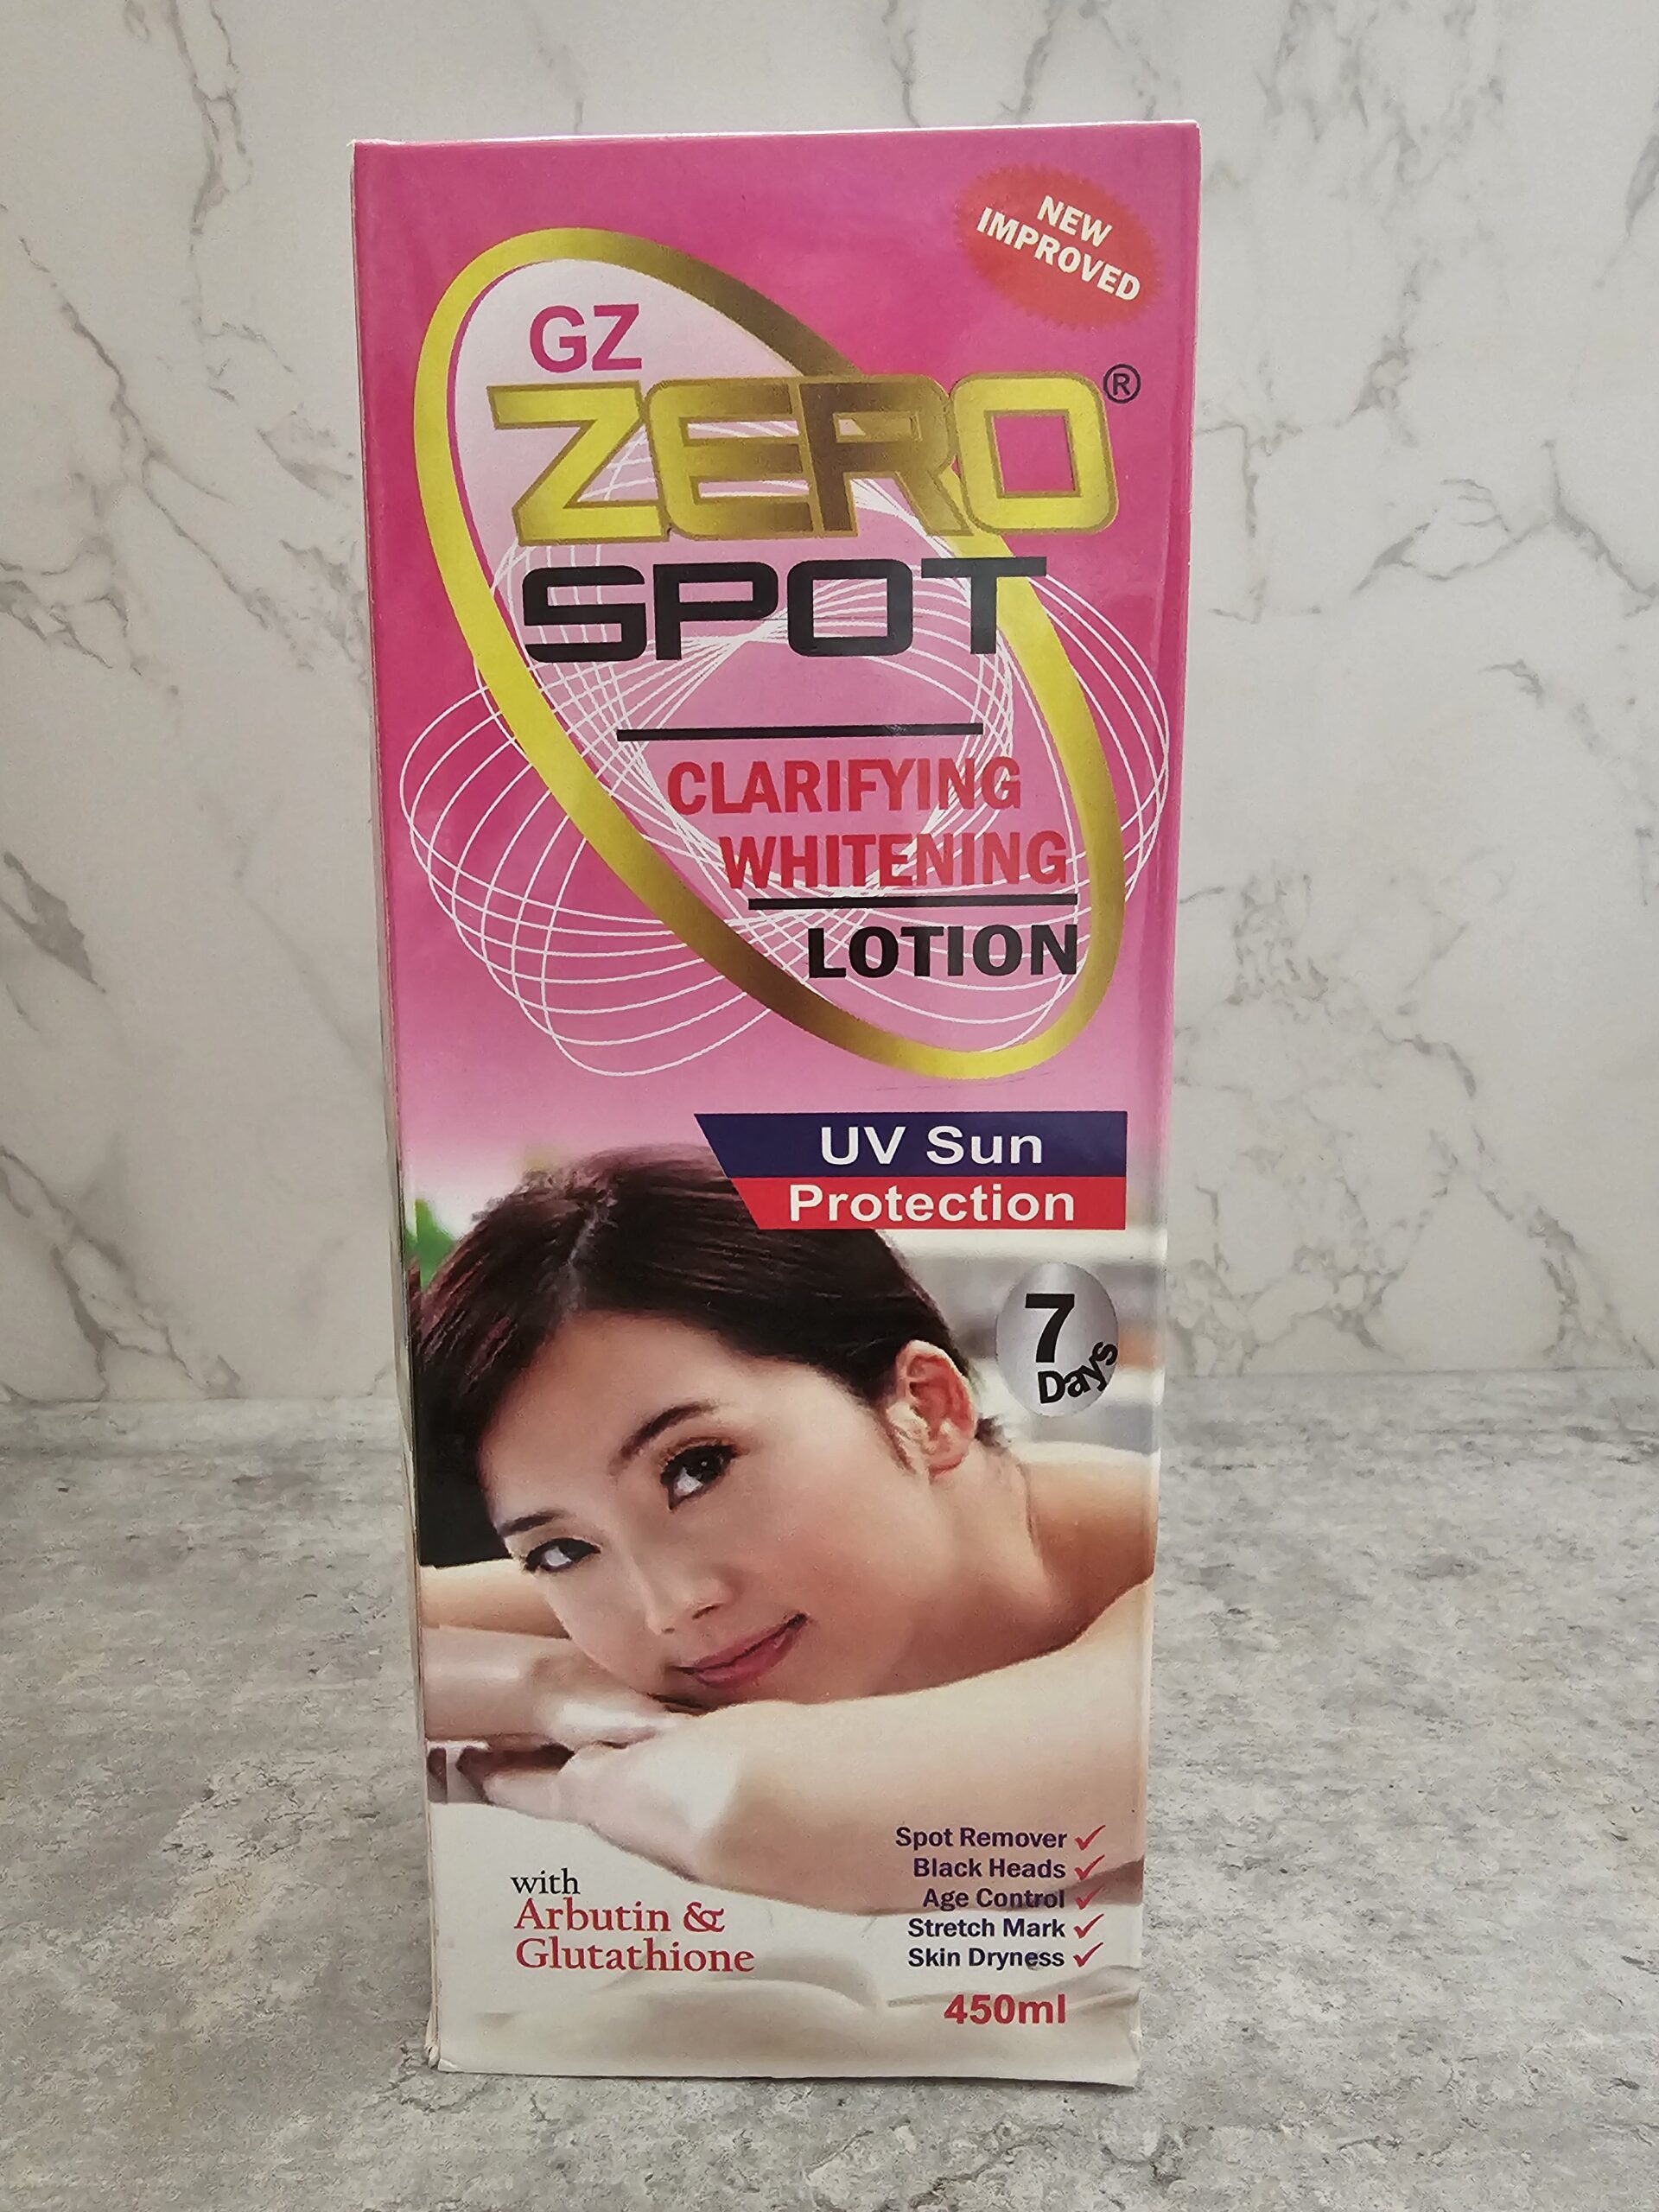 NEW
IMPROVED
GZ
ZERO®
SPOT
CLARIFYING
WHITENING
LOTION
UV Sun
Protection
7
Days
with
Arbutin &
Glutathione
Spot Remover ✓
Black Heads ✓
Age Control ✓
Stretch Mark ✓
Skin Dryness ✓
450ml